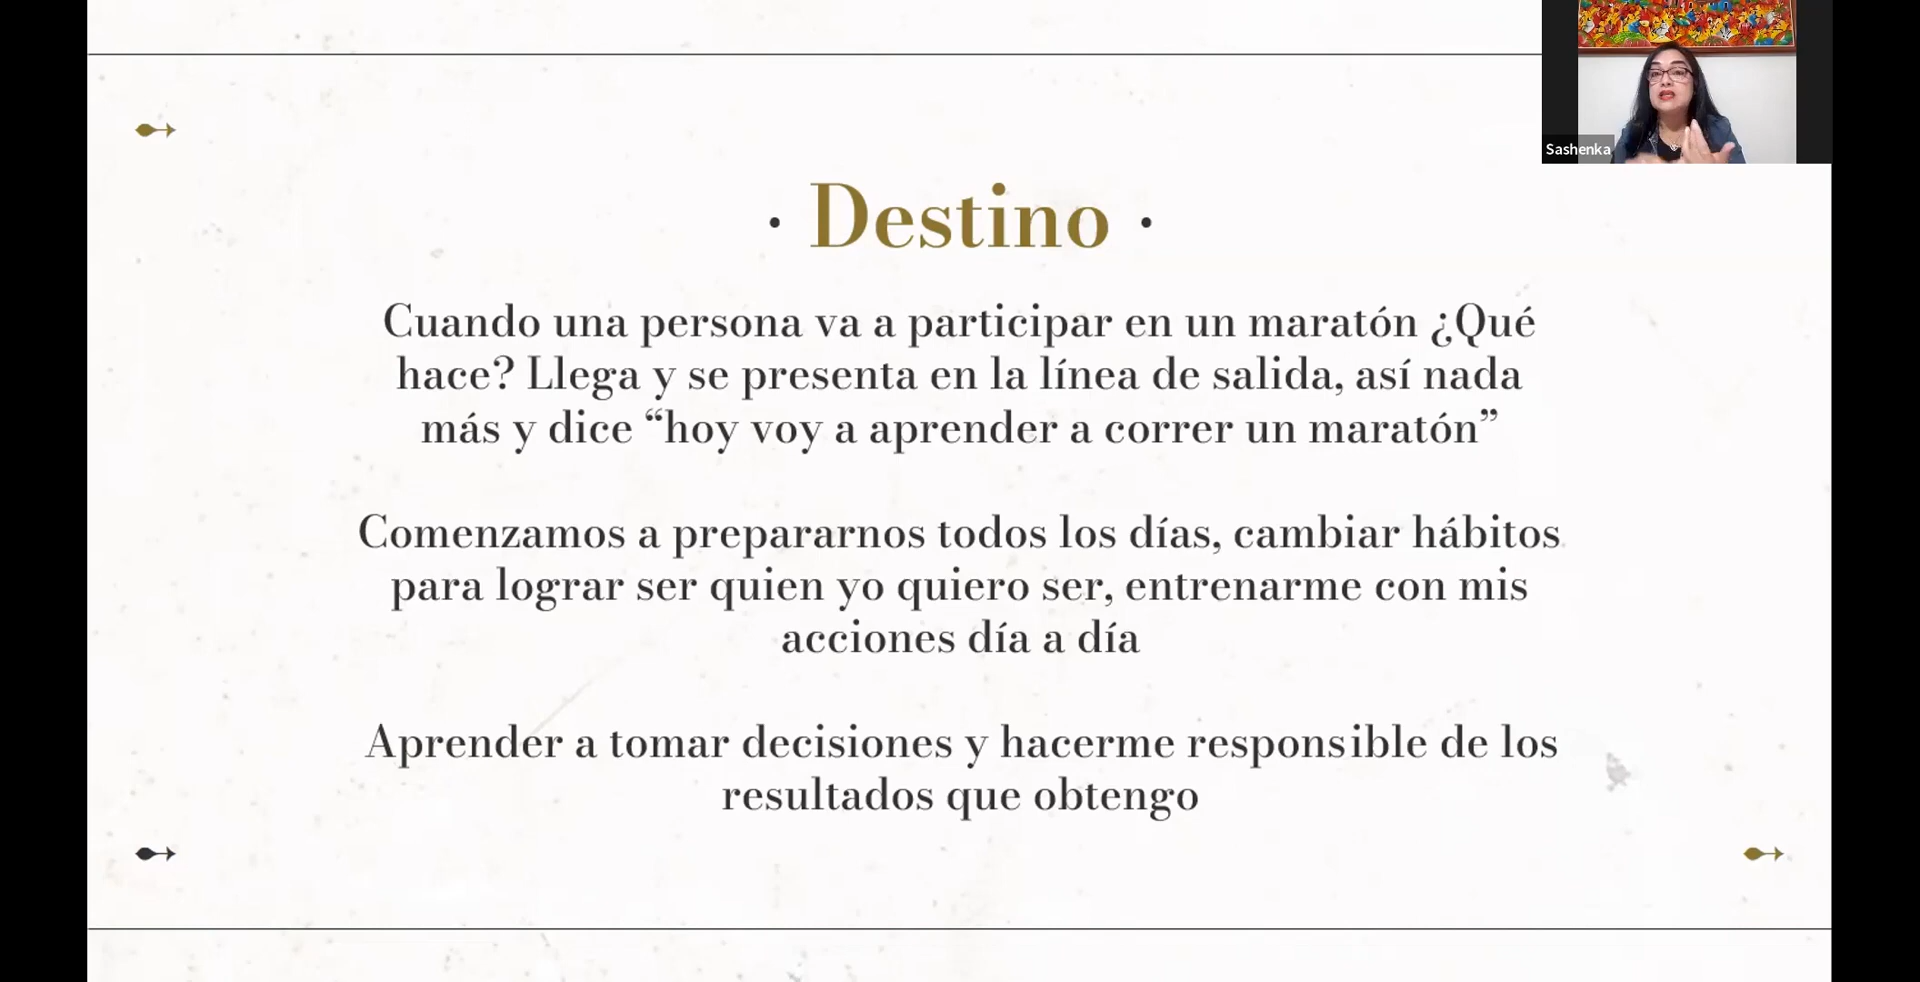 Sashenka
· Destino ·
Cuando una persona va a participar en un maratón ¿Qué
hace? Llega y se presenta en la línea de salida, así nada
más y dice “hoy voy a aprender a correr un maratón”
Comenzamos a prepararnos todos los días, cambiar hábitos
para lograr ser quien yo quiero ser, entrenarme con mis
acciones día a día
Aprender a tomar decisiones y hacerme responsible de los
resultados que obtengo